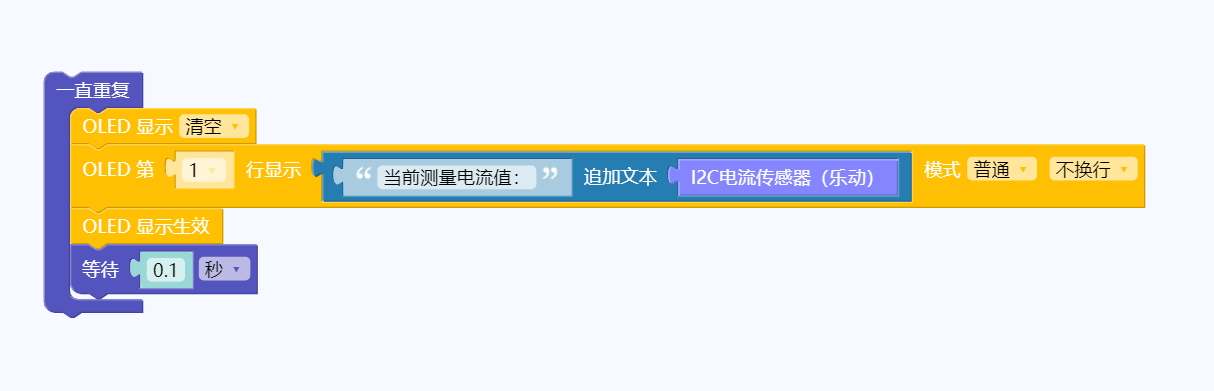 一直重复
OLED 显示 清空
OLED 第 1 行显示 “ 当前测量电流值： ” 追加文本 I2C电流传感器（乐动） 模式 普通 不换行
OLED 显示生效
等待 0.1 秒